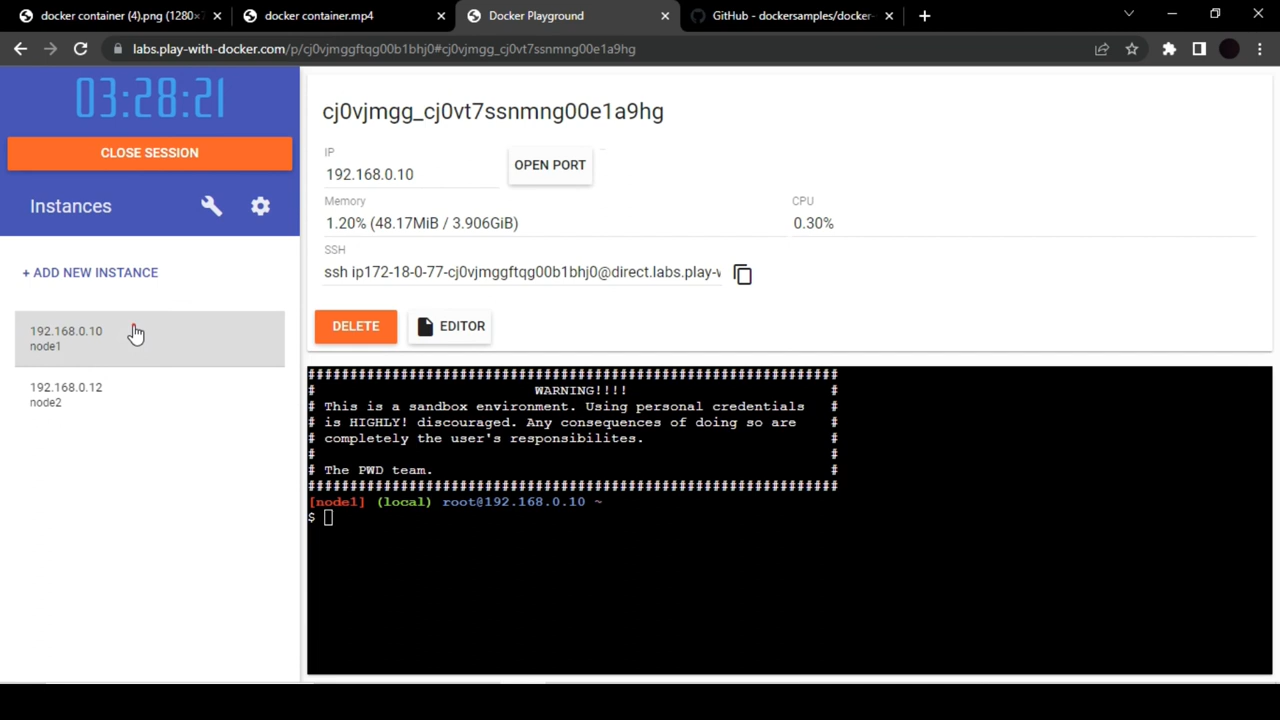 docker container (4).png (1280×7
docker container.mp4
Docker Playground
GitHub - dockersamples/docker-
labs.play-with-docker.com/p/cj0vjmggftqg00b1bhj0#cj0vjmgg_cj0vt7ssnmng00e1a9hg
03:28:21
CLOSE SESSION
Instances
+ ADD NEW INSTANCE
192.168.0.10
node1
192.168.0.12
node2
cj0vjmgg_cj0vt7ssnmng00e1a9hg
IP
192.168.0.10
OPEN PORT
Memory
1.20% (48.17MiB / 3.906GiB)
CPU
0.30%
SSH
ssh ip172-18-0-77-cj0vjmggftqg00b1bhj0@direct.labs.play-v
DELETE
EDITOR
###############################################################
# WARNING!!!! #
# This is a sandbox environment. Using personal credentials #
# is HIGHLY! discouraged. Any consequences of doing so are #
# completely the user's responsibilites. #
# #
# The PWD team. #
###############################################################
[node1] (local) root@192.168.0.10 ~
$